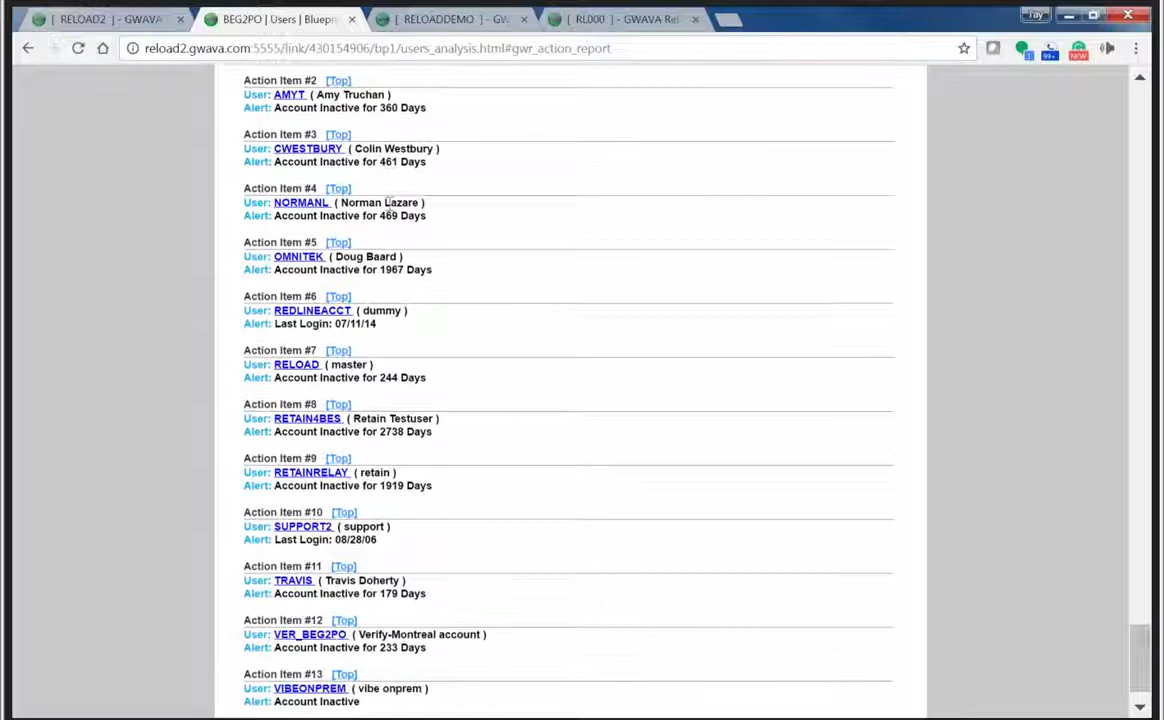 [ RELOAD2 ] - GWAVA
BEG2PO | Users | Bluepr
[ RELOADDEMO ] - GW
[ RL000 ] - GWAVA Rel
Tay
reload2.gwava.com:5555/link/430154906/bp1/users_analysis.html#gwr_action_report
1
99+
NEW
Action Item #2 [Top]
User: AMYT ( Amy Truchan )
Alert: Account Inactive for 360 Days
Action Item #3 [Top]
User: CWESTBURY ( Colin Westbury )
Alert: Account Inactive for 461 Days
Action Item #4 [Top]
User: NORMANL ( Norman Lazare )
Alert: Account Inactive for 469 Days
Action Item #5 [Top]
User: OMNITEK ( Doug Baard )
Alert: Account Inactive for 1967 Days
Action Item #6 [Top]
User: REDLINEACCT ( dummy )
Alert: Last Login: 07/11/14
Action Item #7 [Top]
User: RELOAD ( master )
Alert: Account Inactive for 244 Days
Action Item #8 [Top]
User: RETAIN4BES ( Retain Testuser )
Alert: Account Inactive for 2738 Days
Action Item #9 [Top]
User: RETAINRELAY ( retain )
Alert: Account Inactive for 1919 Days
Action Item #10 [Top]
User: SUPPORT2 ( support )
Alert: Last Login: 08/28/06
Action Item #11 [Top]
User: TRAVIS ( Travis Doherty )
Alert: Account Inactive for 179 Days
Action Item #12 [Top]
User: VER_BEG2PO ( Verify-Montreal account )
Alert: Account Inactive for 233 Days
Action Item #13 [Top]
User: VIBEONPREM ( vibe onprem )
Alert: Account Inactive